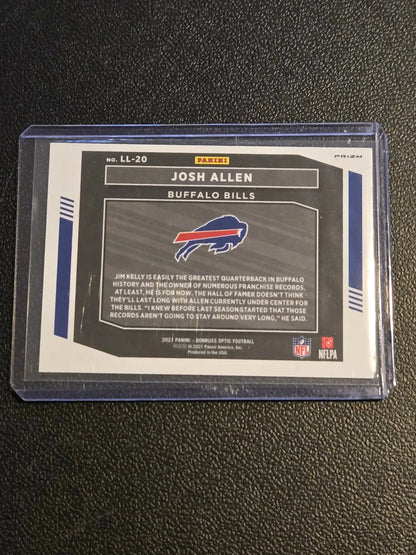 NO. LL-20
PANINI
PRIZM
JOSH ALLEN
BUFFALO BILLS
JIM KELLY IS EASILY THE GREATEST QUARTERBACK IN BUFFALO
HISTORY AND THE OWNER OF NUMEROUS FRANCHISE RECORDS.
AT LEAST, HE IS FOR NOW. THE HALL OF FAMER DOESN'T THINK
THEY'LL LAST LONG WITH ALLEN CURRENTLY UNDER CENTER FOR
THE BILLS. "I KNEW BEFORE LAST SEASON STARTED THAT THOSE
RECORDS AREN'T GOING TO STAY AROUND VERY LONG," HE SAID.
2021 PANINI - DONRUSS OPTIC FOOTBALL
© 2021 Panini America, Inc.
Produced in the USA.
NFL
NFLPA